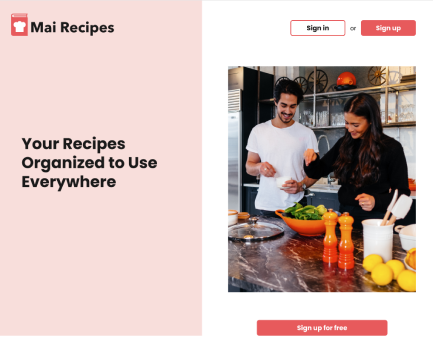 Mai Recipes
Sign in
or
Sign up
Your Recipes
Organized to Use
Everywhere
Sign up for free